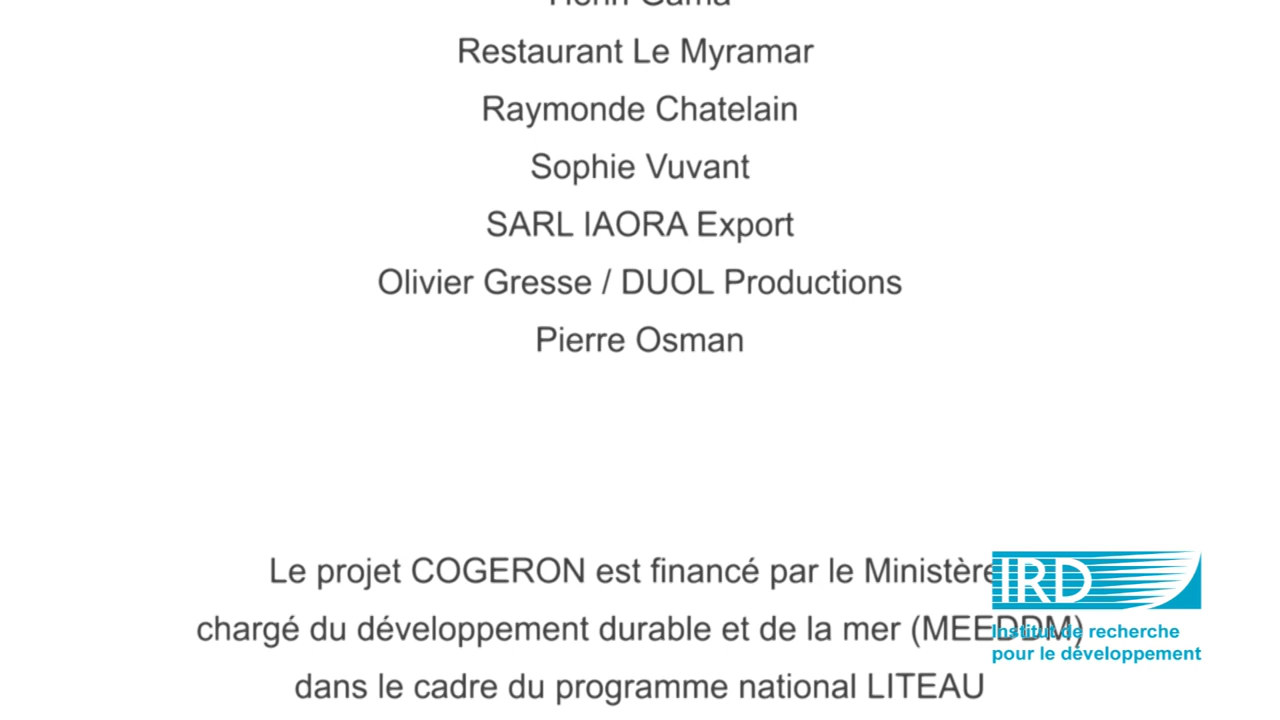 Restaurant Le Myramar
Raymonde Chatelain
Sophie Vuvant
SARL IAORA Export
Olivier Gresse / DUOL Productions
Pierre Osman
Le projet COGERON est financé par le Ministère
chargé du développement durable et de la mer (MEEDDM)
dans le cadre du programme national LITEAU
IRD
Institut de recherche
pour le développement